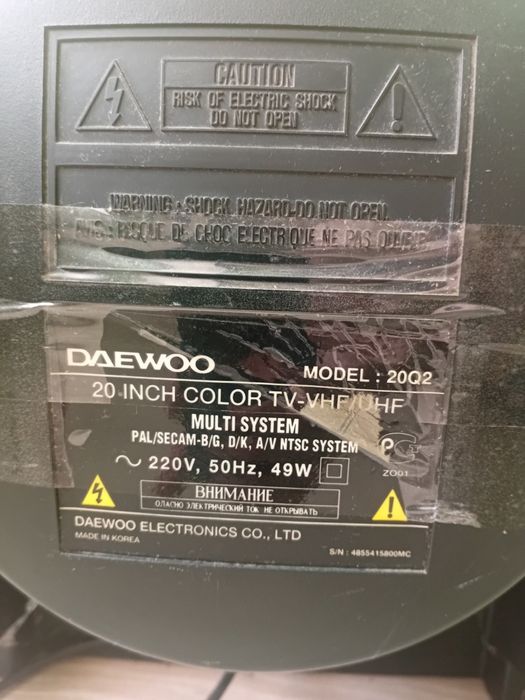 CAUTION
RISK OF ELECTRIC SHOCK
DO NOT OPEN
WARNING : SHOCK HAZARD-DO NOT OPEN.
AVIS : RISQUE DE CHOC ELECTRIQUE NE PAS OUVRIR.
DAEWOO
MODEL : 20Q2
20 INCH COLOR TV-VHF/UHF
MULTI SYSTEM
PAL/SECAM-B/G, D/K, A/V NTSC SYSTEM
~ 220V, 50Hz, 49W
ZO01
ВНИМАНИЕ
ОПАСНО ЭЛЕКТРИЧЕСКИЙ ТОК НЕ ОТКРЫВАТЬ
DAEWOO ELECTRONICS CO., LTD
MADE IN KOREA
S/N : 4855415800MC